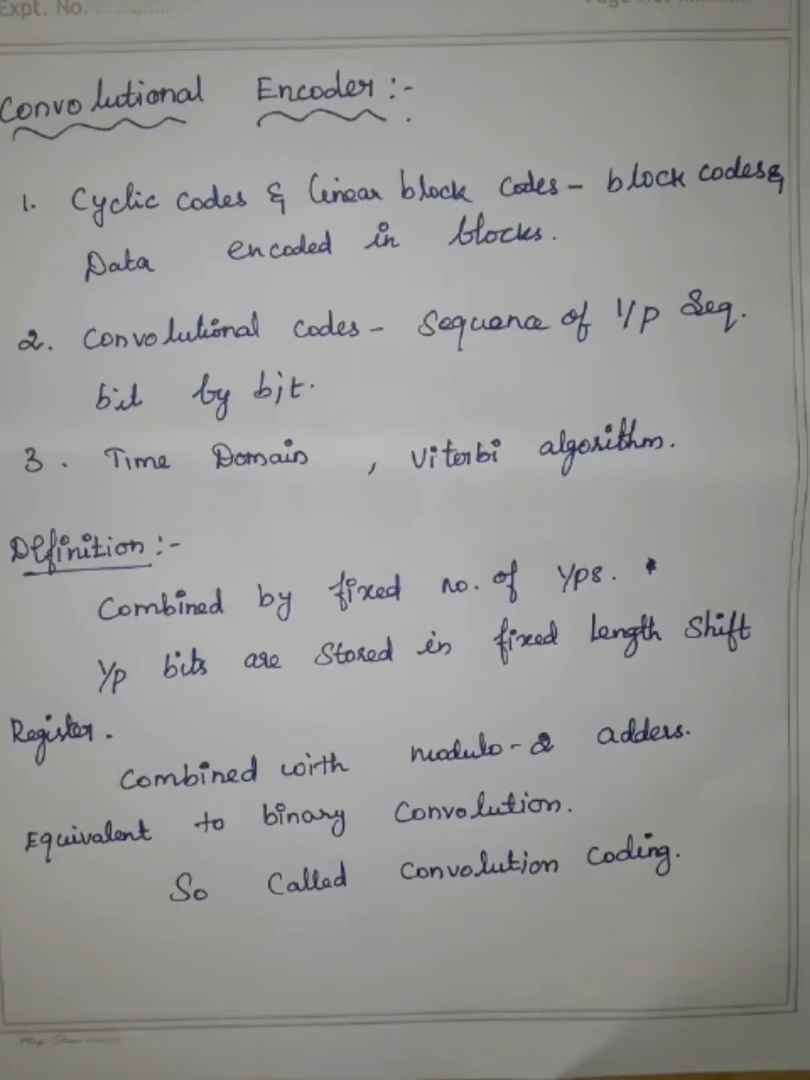 Expt. No. ..............
Convolutional Encoder :-
1. Cyclic codes & linear block codes - block codes &
Data encoded in blocks.
2. Convolutional codes - Sequence of I/p Seq.
bit by bit.
3. Time Domain , Viterbi algorithm.
Definition :-
Combined by fixed no. of I/ps.
I/p bits are stored in fixed length Shift
Register.
Combined with modulo-2 adders.
Equivalent to binary Convolution.
So Called Convolution Coding.